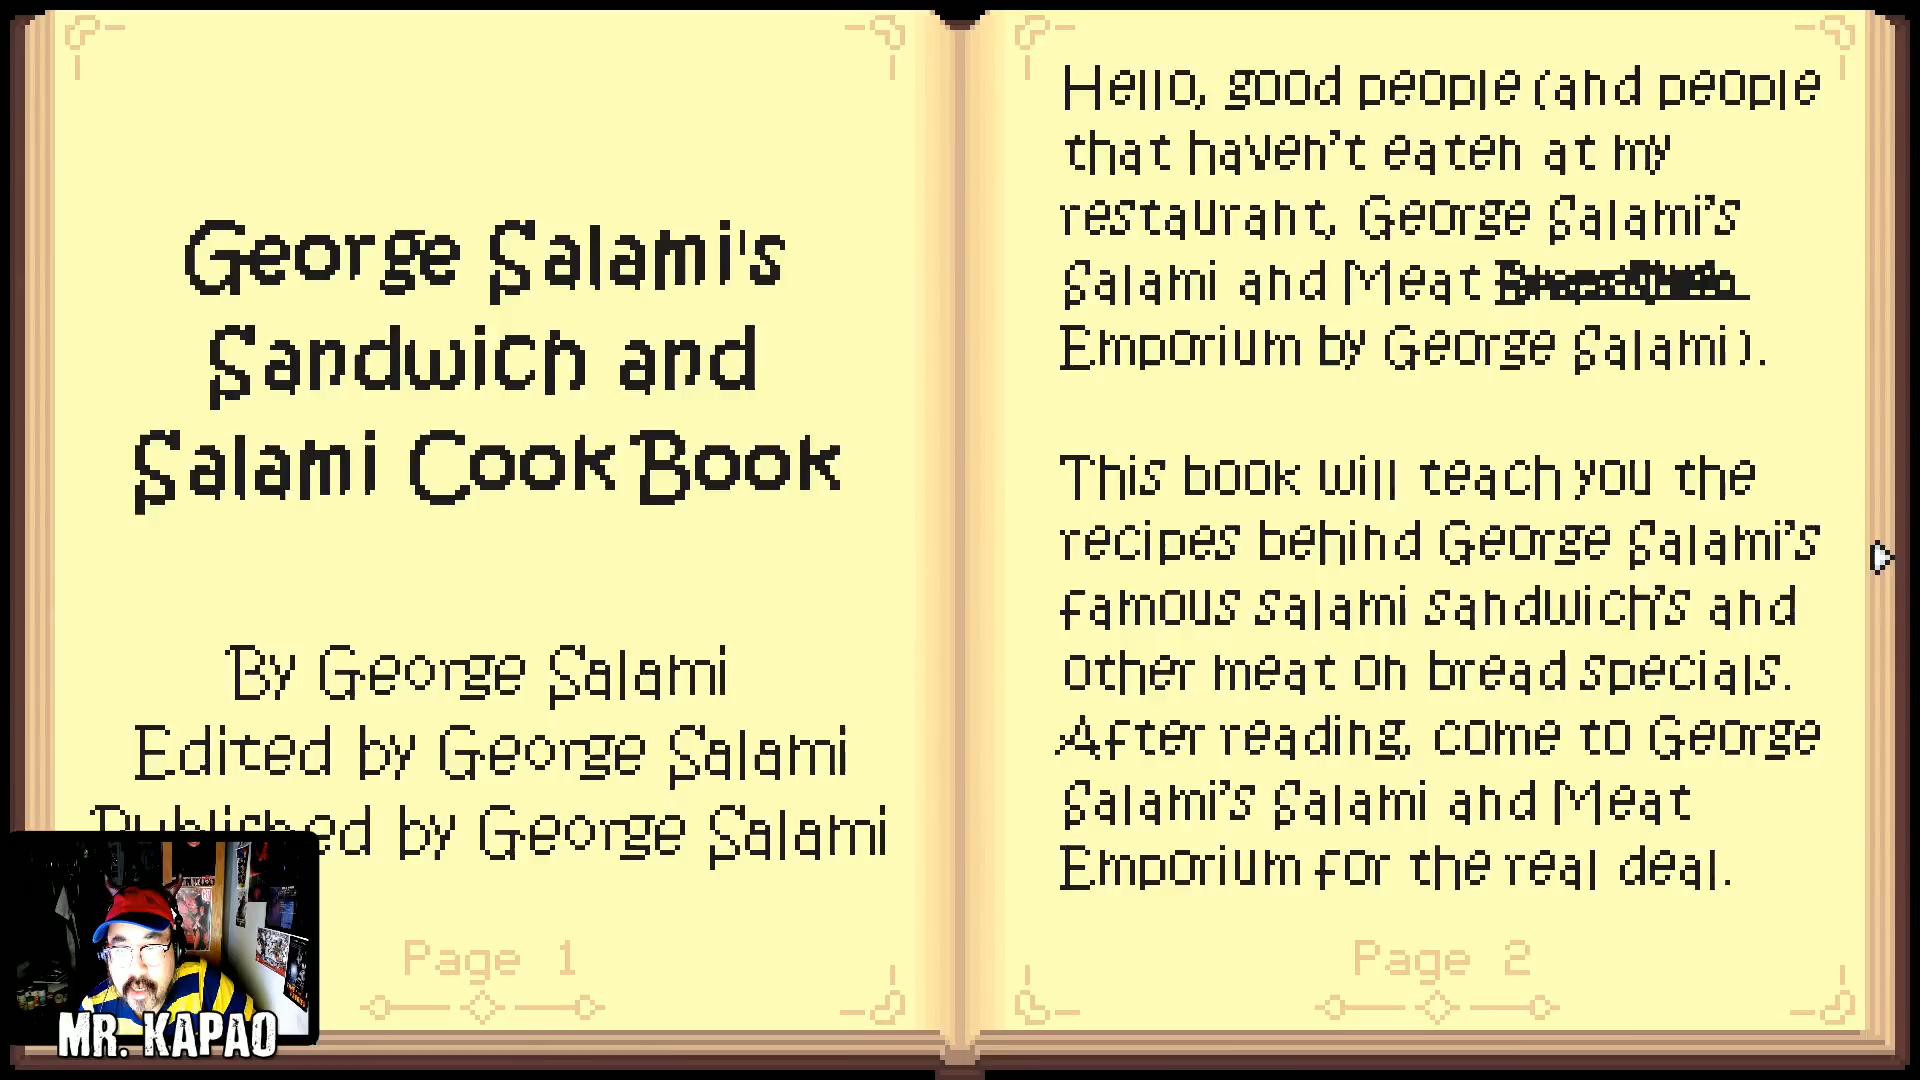 George Salami's
Sandwich and
Salami Cook Book
By George Salami
Edited by George Salami
Published by George Salami
Page 1
Hello, good people (and people
that haven't eaten at my
restaurant, George Salami's
Salami and Meat
Emporium by George Salami).
This book will teach you the
recipes behind George Salami's
famous salami sandwich's and
other meat on bread specials.
After reading, come to George
Salami's Salami and Meat
Emporium for the real deal.
Page 2
MR. KAPAO